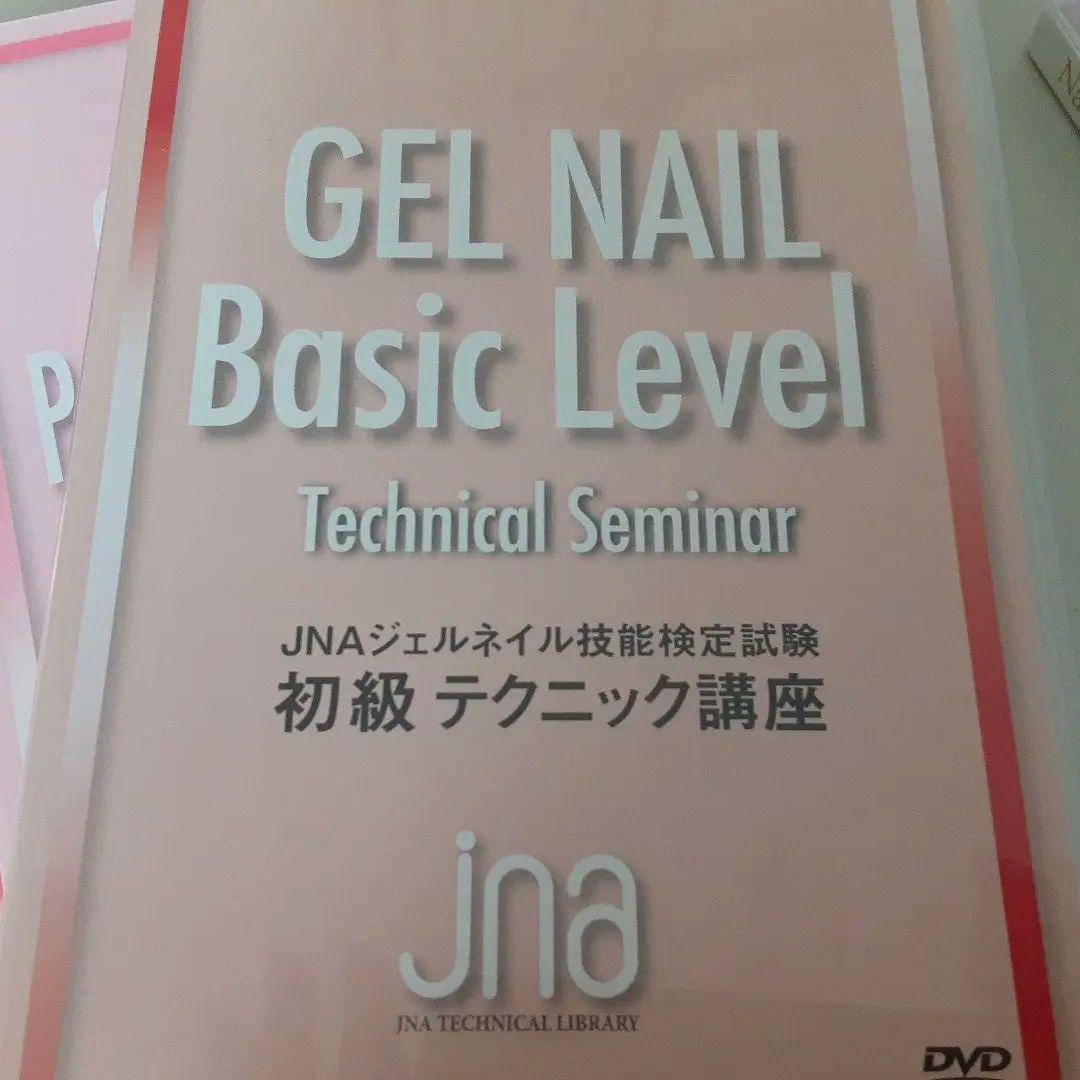 GEL NAIL
Basic Level
Technical Seminar
JNAジェルネイル技能検定試験
初級 テクニック講座
jna
JNA TECHNICAL LIBRARY
DVD
P
Na